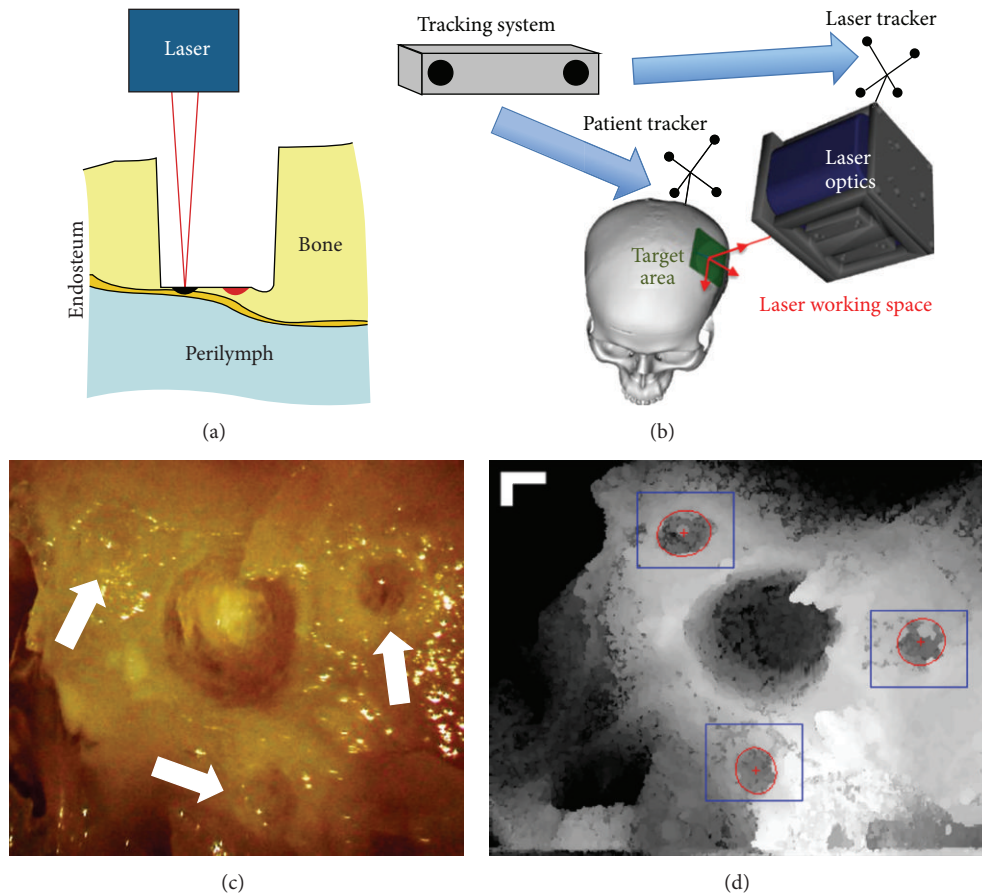 Laser
Endosteum
Bone
Perilymph
(a)
Tracking system
Laser tracker
Patient tracker
Laser
optics
Target
area
Laser working space
(b)
(c)
(d)